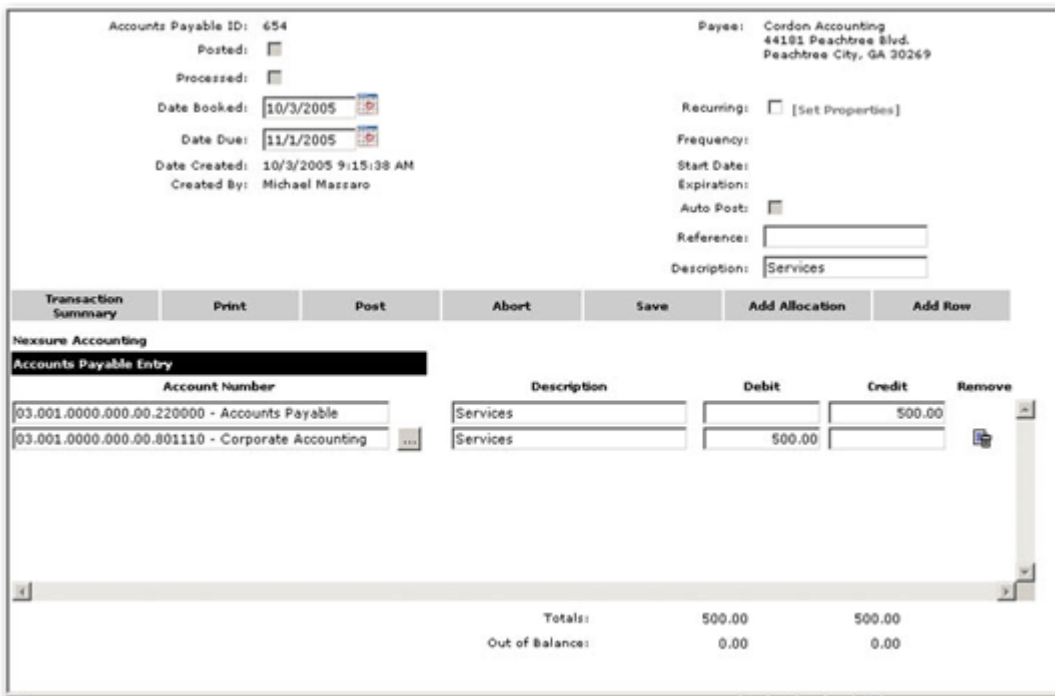 Accounts Payable ID: 654
Posted:
Processed:
Date Booked: 10/3/2005
Date Due: 11/1/2005
Date Created: 10/3/2005 9:15:38 AM
Created By: Michael Massaro
Payee: Cordon Accounting
44181 Peachtree Blvd.
Peachtree City, GA 30269
Recurring: [Set Properties]
Frequency:
Start Date:
Expiration:
Auto Post:
Reference:
Description: Services
Transaction Summary Print Post Abort Save Add Allocation Add Row
Nexsure Accounting
Accounts Payable Entry
Account Number Description Debit Credit Remove
03.001.0000.000.00.220000 - Accounts Payable Services 500.00
03.001.0000.000.00.801110 - Corporate Accounting ... Services 500.00
Totals: 500.00 500.00
Out of Balance: 0.00 0.00